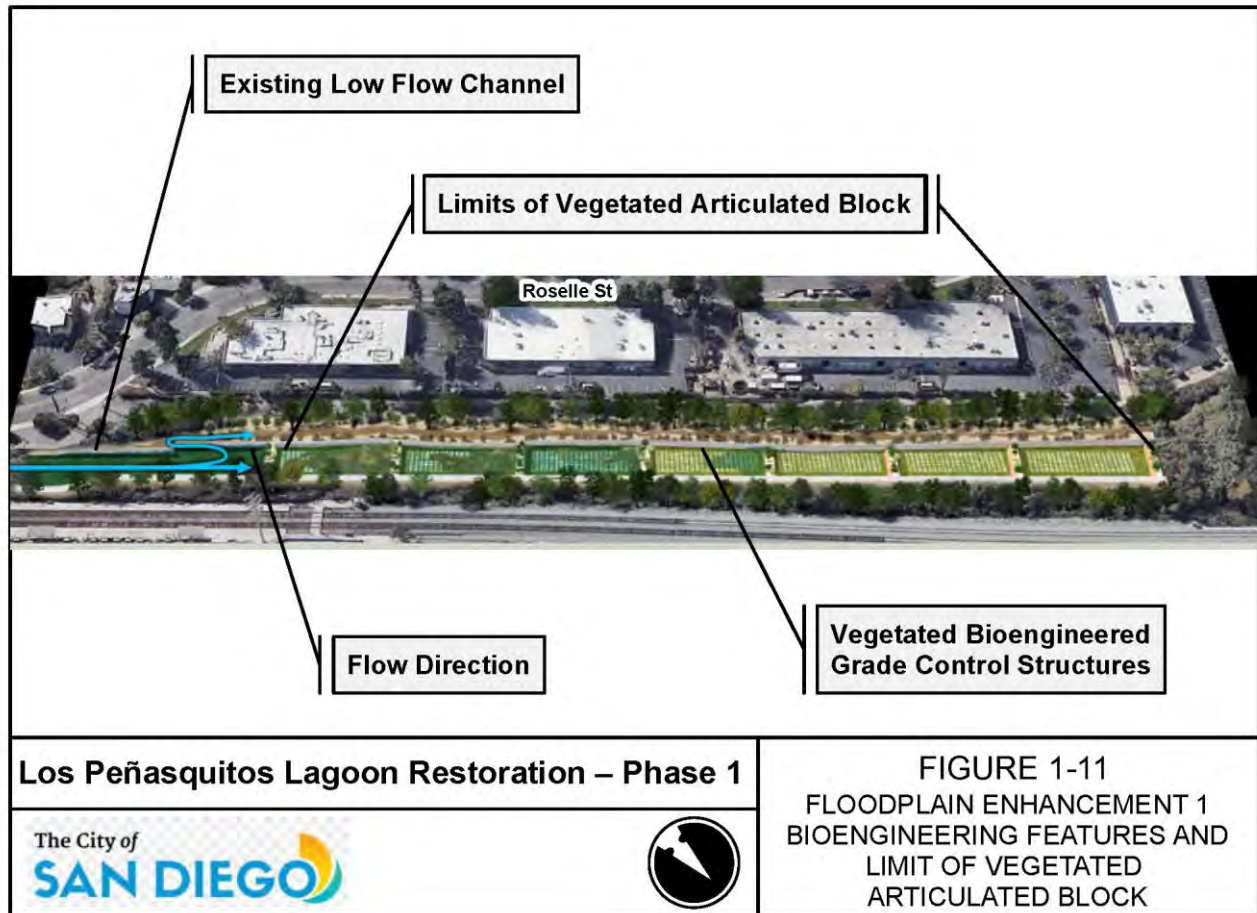 Existing Low Flow Channel
Limits of Vegetated Articulated Block
Roselle St
Flow Direction
Vegetated Bioengineered
Grade Control Structures
Los Peñasquitos Lagoon Restoration – Phase 1
The City of
SAN DIEGO
FIGURE 1-11
FLOODPLAIN ENHANCEMENT 1
BIOENGINEERING FEATURES AND
LIMIT OF VEGETATED
ARTICULATED BLOCK